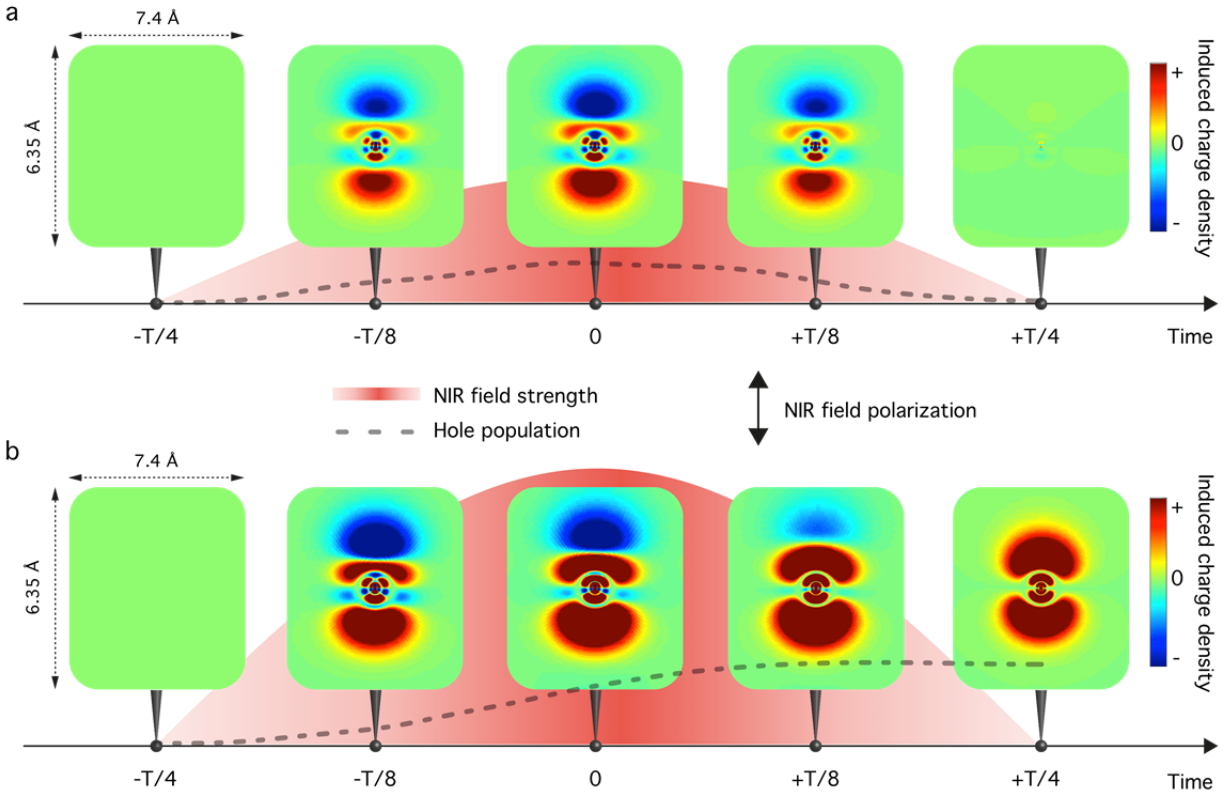 a
7.4 Å
6.35 Å
+
0
-
Induced charge density
-T/4
-T/8
0
+T/8
+T/4
Time
NIR field strength
Hole population
NIR field polarization
b
7.4 Å
6.35 Å
+
0
-
Induced charge density
-T/4
-T/8
0
+T/8
+T/4
Time